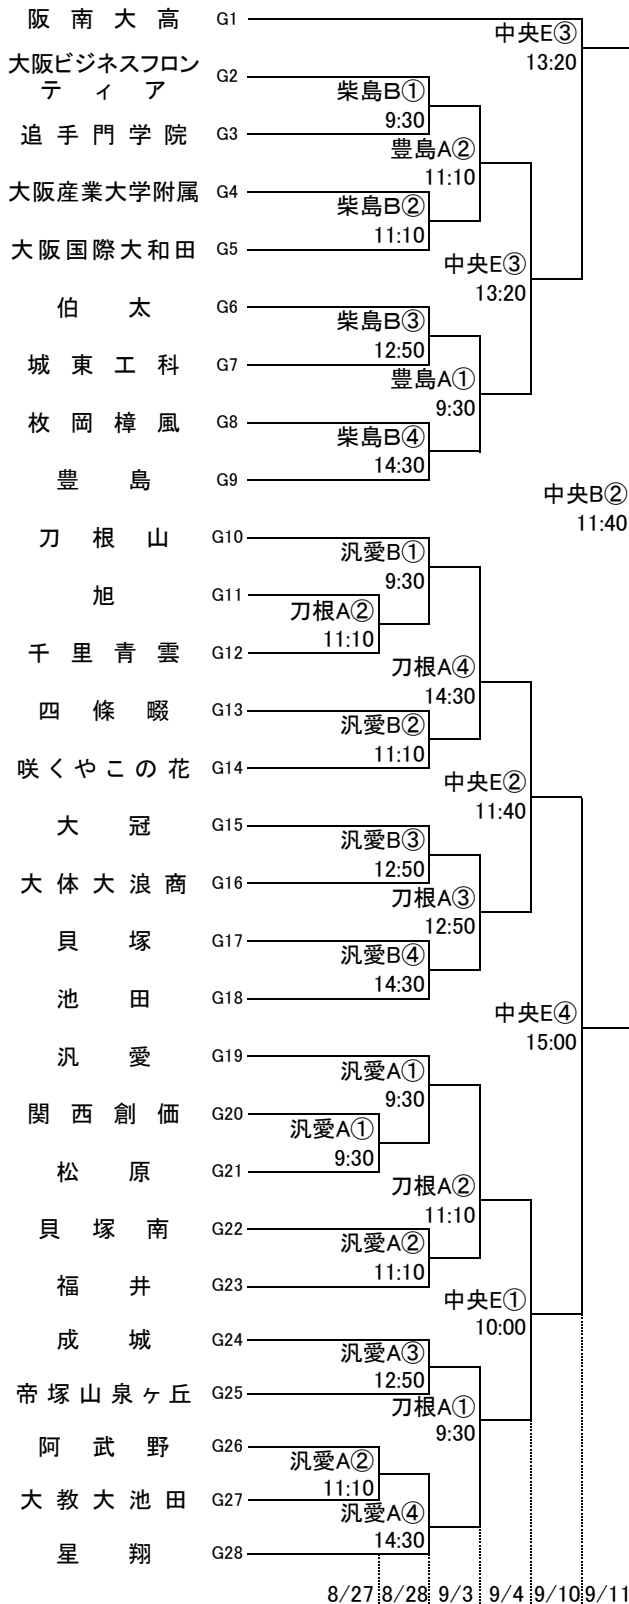 阪南大高 G1
中央E③
13:20
大阪ビジネスフロン
ティア
G2
柴島B①
9:30
追手門学院 G3
豊島A②
11:10
大阪産業大学附属 G4
柴島B②
11:10
大阪国際大和田 G5
中央E③
13:20
伯太 G6
柴島B③
12:50
城東工科 G7
豊島A①
9:30
枚岡樟風 G8
柴島B④
14:30
豊島 G9
中央B②
11:40
刀根山 G10
汎愛B①
9:30
旭 G11
刀根A②
11:10
千里青雲 G12
刀根A④
14:30
四條畷 G13
汎愛B②
11:10
咲くやこの花 G14
中央E②
11:40
大冠 G15
汎愛B③
12:50
大体大浪商 G16
刀根A③
12:50
貝塚 G17
汎愛B④
14:30
池田 G18
中央E④
15:00
汎愛 G19
汎愛A①
9:30
関西創価 G20
汎愛A①
9:30
松原 G21
刀根A②
11:10
貝塚南 G22
汎愛A②
11:10
福井 G23
中央E①
10:00
成城 G24
汎愛A③
12:50
帝塚山泉ヶ丘 G25
刀根A①
9:30
阿武野 G26
汎愛A②
11:10
大教大池田 G27
汎愛A④
14:30
星翔 G28
8/27 8/28 9/3 9/4 9/10 9/11